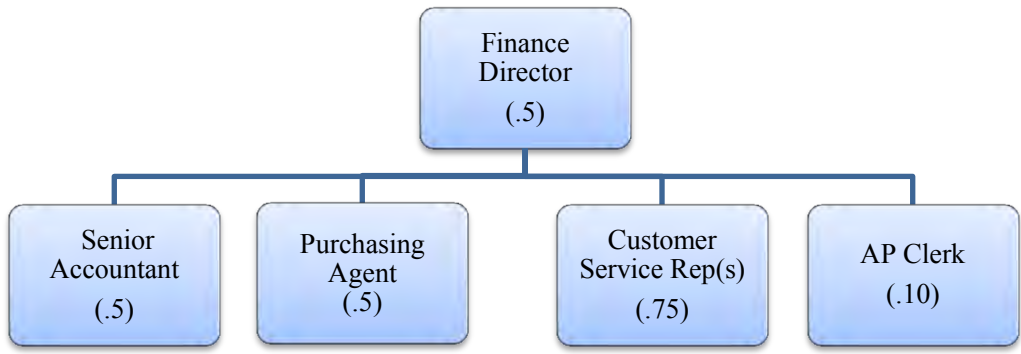 Finance
Director
(.5)
Senior
Accountant
(.5)
Purchasing
Agent
(.5)
Customer
Service Rep(s)
(.75)
AP Clerk
(.10)